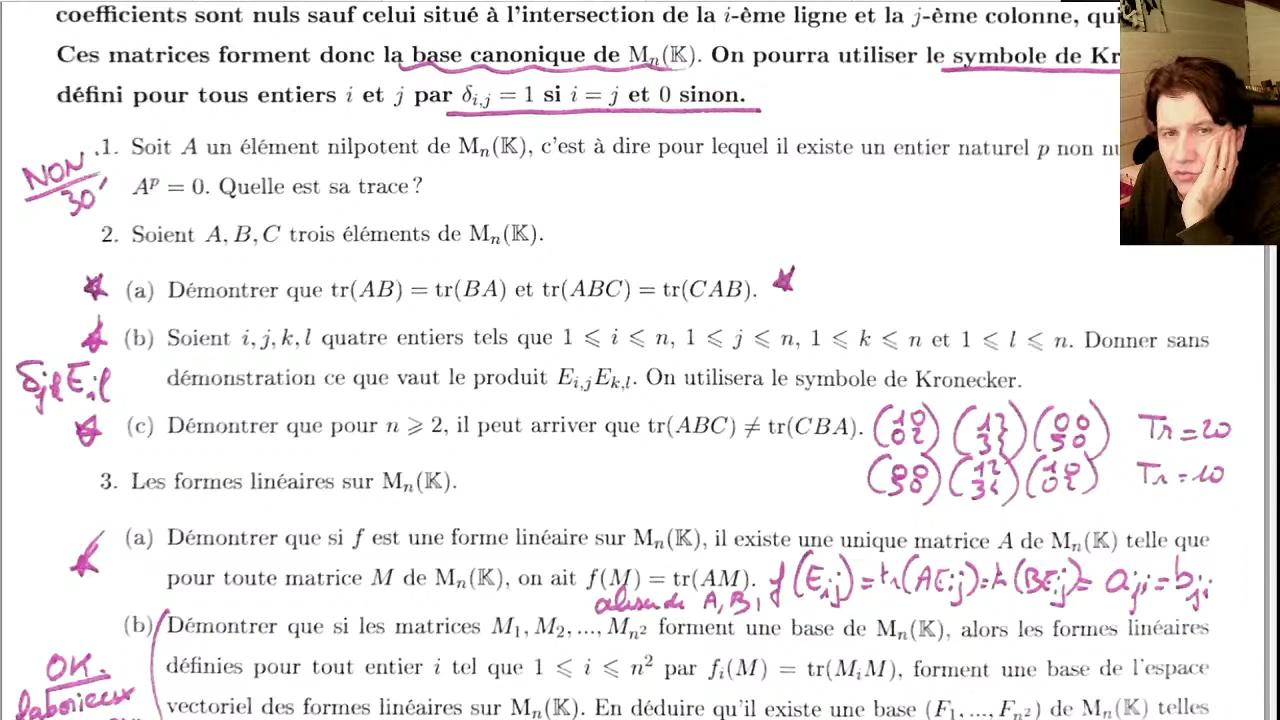 coefficients sont nuls sauf celui situé à l'intersection de la i-ème ligne et la j-ème colonne, qui
Ces matrices forment donc la base canonique de Mₙ(𝕂). On pourra utiliser le symbole de Kr
défini pour tous entiers i et j par δᵢ,ⱼ = 1 si i = j et 0 sinon.
.1. Soit A un élément nilpotent de Mₙ(𝕂), c'est à dire pour lequel il existe un entier naturel p non nu
NON
30'
Aᵖ = 0. Quelle est sa trace ?
2. Soient A, B, C trois éléments de Mₙ(𝕂).
(a) Démontrer que tr(AB) = tr(BA) et tr(ABC) = tr(CAB).
(b) Soient i, j, k, l quatre entiers tels que 1 ⩽ i ⩽ n, 1 ⩽ j ⩽ n, 1 ⩽ k ⩽ n et 1 ⩽ l ⩽ n. Donner sans
δjl Eil
démonstration ce que vaut le produit Eᵢ,ⱼEₖ,ₗ. On utilisera le symbole de Kronecker.
(c) Démontrer que pour n ⩾ 2, il peut arriver que tr(ABC) ≠ tr(CBA). Tr = 20
Tr = 10
3. Les formes linéaires sur Mₙ(𝕂).
(a) Démontrer que si f est une forme linéaire sur Mₙ(𝕂), il existe une unique matrice A de Mₙ(𝕂) telle que
pour toute matrice M de Mₙ(𝕂), on ait f(M) = tr(AM). f(Eij) = tr(AEij) = tr(BEij) = aji = bji
A, B,
(b) Démontrer que si les matrices M₁, M₂, ..., Mₙ² forment une base de Mₙ(𝕂), alors les formes linéaires
OK.
définies pour tout entier i tel que 1 ⩽ i ⩽ n² par fᵢ(M) = tr(MᵢM), forment une base de l'espace
laborieux
vectoriel des formes linéaires sur Mₙ(𝕂). En déduire qu'il existe une base (F₁, ..., Fₙ²) de Mₙ(𝕂) telles